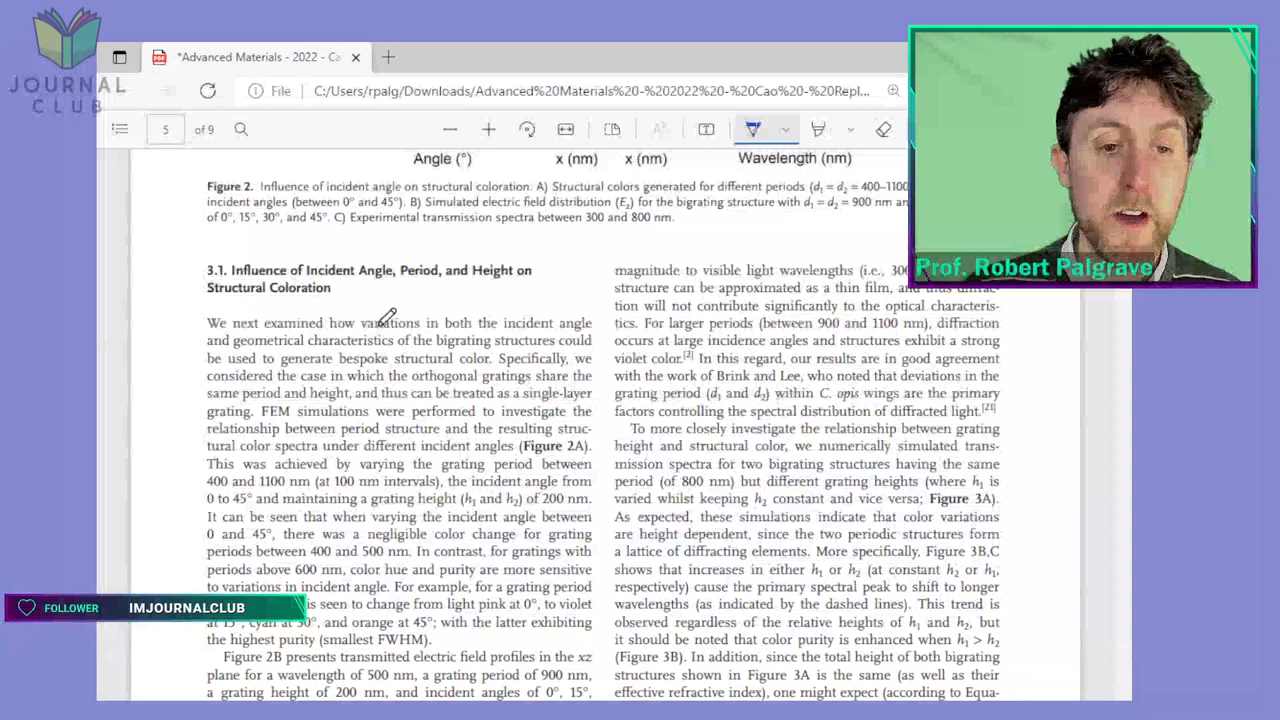 JOURNAL
CLUB
*Advanced Materials - 2022 - Ca
File
C:/Users/rpalg/Downloads/Advanced%20Materials%20-%202022%20-%20Cao%20-%20Repl...
5
of 9
Angle (°)
x (nm)
x (nm)
Wavelength (nm)
Figure 2. Influence of incident angle on structural coloration. A) Structural colors generated for different periods (d1 = d2 = 400–1100
incident angles (between 0° and 45°). B) Simulated electric field distribution (Ez) for the bigrating structure with d1 = d2 = 900 nm an
of 0°, 15°, 30°, and 45°. C) Experimental transmission spectra between 300 and 800 nm.
3.1. Influence of Incident Angle, Period, and Height on
Structural Coloration
We next examined how variations in both the incident angle
and geometrical characteristics of the bigrating structures could
be used to generate bespoke structural color. Specifically, we
considered the case in which the orthogonal gratings share the
same period and height, and thus can be treated as a single-layer
grating. FEM simulations were performed to investigate the
relationship between period structure and the resulting struc-
tural color spectra under different incident angles (Figure 2A).
This was achieved by varying the grating period between
400 and 1100 nm (at 100 nm intervals), the incident angle from
0 to 45° and maintaining a grating height (h1 and h2) of 200 nm.
It can be seen that when varying the incident angle between
0 and 45°, there was a negligible color change for grating
periods between 400 and 500 nm. In contrast, for gratings with
periods above 600 nm, color hue and purity are more sensitive
to variations in incident angle. For example, for a grating period
is seen to change from light pink at 0°, to violet
at 15°, cyan at 30°, and orange at 45°; with the latter exhibiting
the highest purity (smallest FWHM).
Figure 2B presents transmitted electric field profiles in the xz
plane for a wavelength of 500 nm, a grating period of 900 nm,
a grating height of 200 nm, and incident angles of 0°, 15°,
magnitude to visible light wavelengths (i.e., 300
structure can be approximated as a thin film, and thus diffrac-
tion will not contribute significantly to the optical characteris-
tics. For larger periods (between 900 and 1100 nm), diffraction
occurs at large incidence angles and structures exhibit a strong
violet color.[2] In this regard, our results are in good agreement
with the work of Brink and Lee, who noted that deviations in the
grating period (d1 and d2) within C. opis wings are the primary
factors controlling the spectral distribution of diffracted light.[21]
To more closely investigate the relationship between grating
height and structural color, we numerically simulated trans-
mission spectra for two bigrating structures having the same
period (of 800 nm) but different grating heights (where h1 is
varied whilst keeping h2 constant and vice versa; Figure 3A).
As expected, these simulations indicate that color variations
are height dependent, since the two periodic structures form
a lattice of diffracting elements. More specifically, Figure 3B,C
shows that increases in either h1 or h2 (at constant h2 or h1,
respectively) cause the primary spectral peak to shift to longer
wavelengths (as indicated by the dashed lines). This trend is
observed regardless of the relative heights of h1 and h2, but
it should be noted that color purity is enhanced when h1 > h2
(Figure 3B). In addition, since the total height of both bigrating
structures shown in Figure 3A is the same (as well as their
effective refractive index), one might expect (according to Equa-
Prof. Robert Palgrave
FOLLOWER
IMJOURNALCLUB